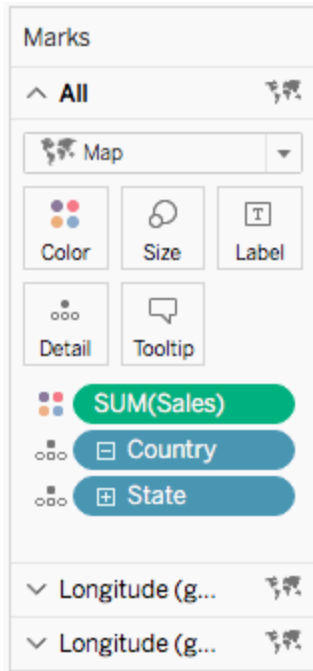 Marks
All
Map
Color Size Label
Detail Tooltip
SUM(Sales)
Country
State
Longitude (g...
Longitude (g...